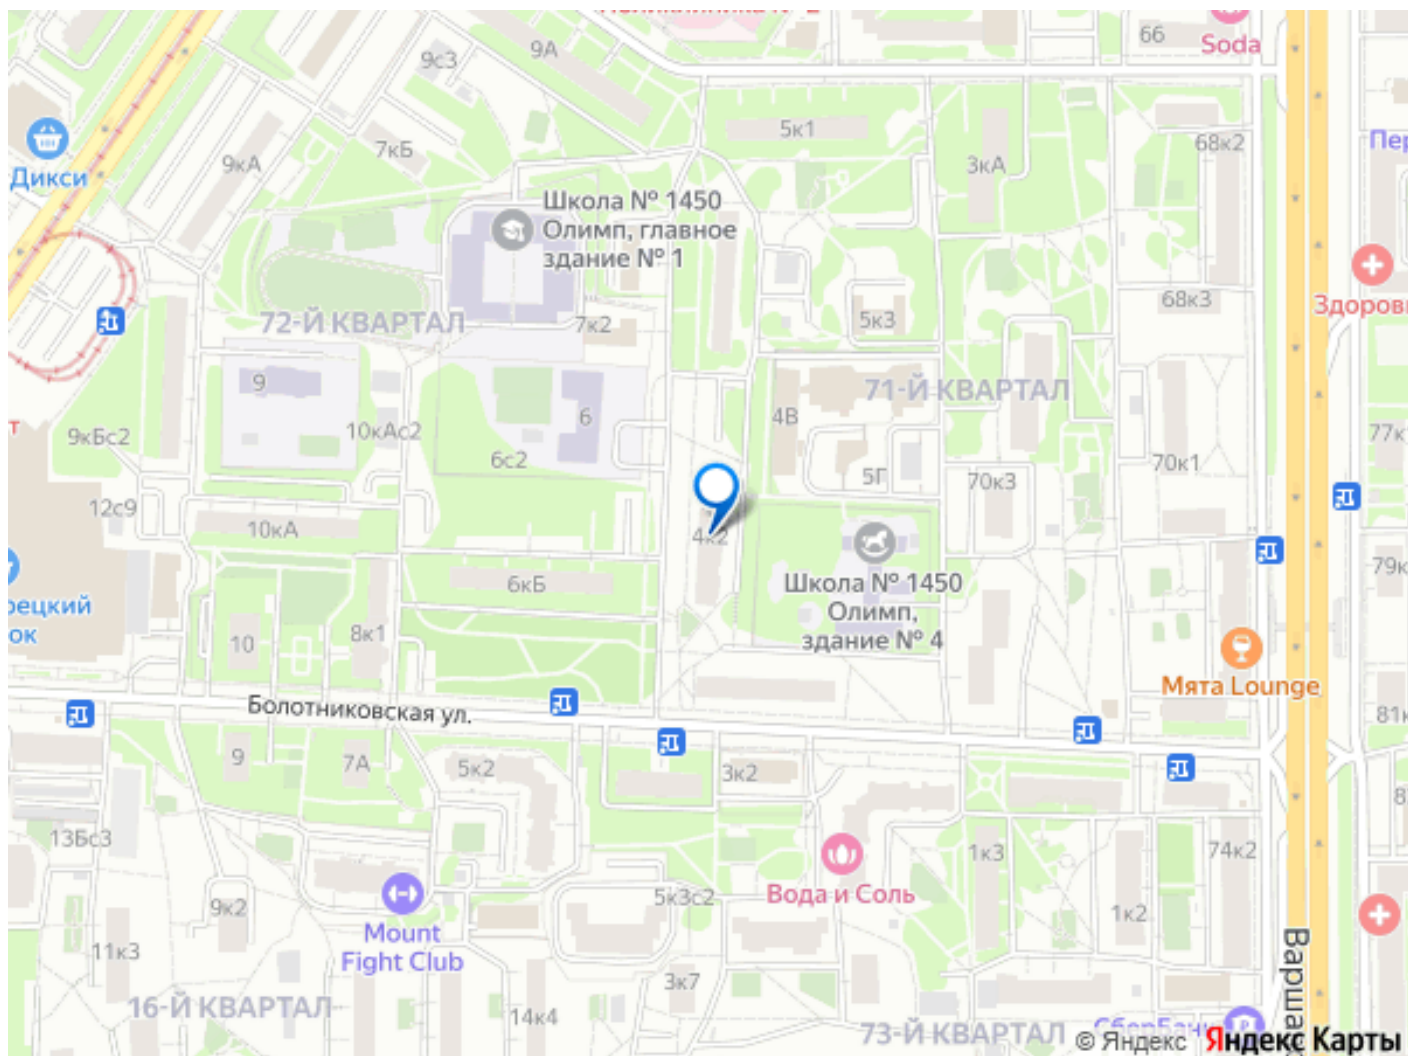 66
Soda
9А
9с3
5к1
68к2
7кБ
9кА
3кА
Дикси
Школа № 1450
Олимп, главное
здание № 1
68к3
5к3
72-Й КВАРТАЛ
7к2
71-Й КВАРТАЛ
9
4В
6
9кБс2
10кАс2
6с2
5Г
70к3
70к1
12с9
10кА
4к2
6кБ
Школа № 1450
Олимп,
здание № 4
8к1
10
Мята Lounge
Болотниковская ул.
9
7А
5к2
3к2
13Бс3
1к3
74к2
Вода и Соль
5к3с2
9к2
1к2
Mount
Fight Club
11к3
3к7
16-Й КВАРТАЛ
14к4
73-Й КВАРТАЛ
© Яндекс Яндекс Карты